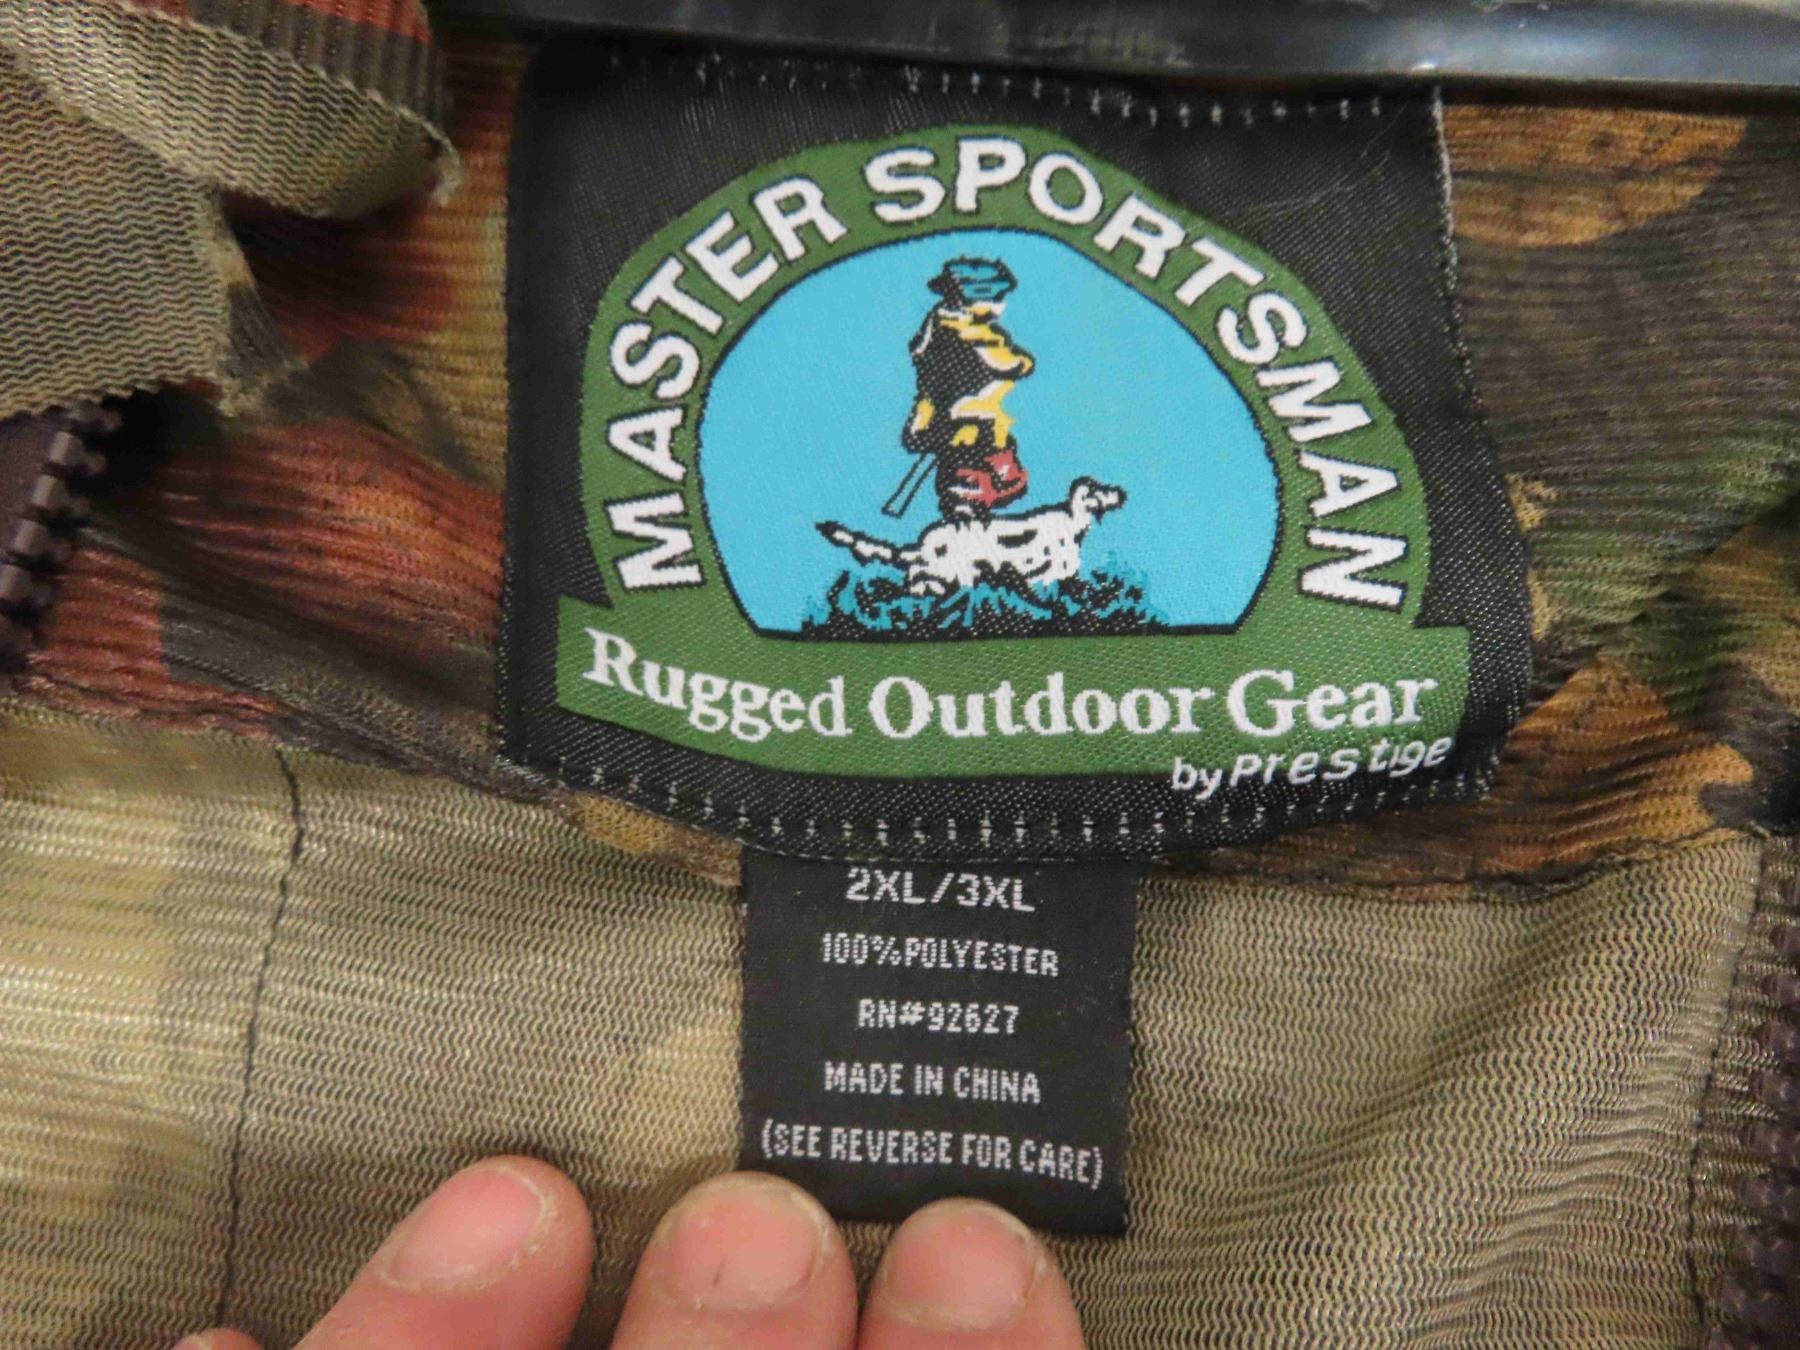 MASTER SPORTSMAN
Rugged Outdoor Gear
by Prestige
2XL/3XL
100%POLYESTER
RN#92627
MADE IN CHINA
(SEE REVERSE FOR CARE)